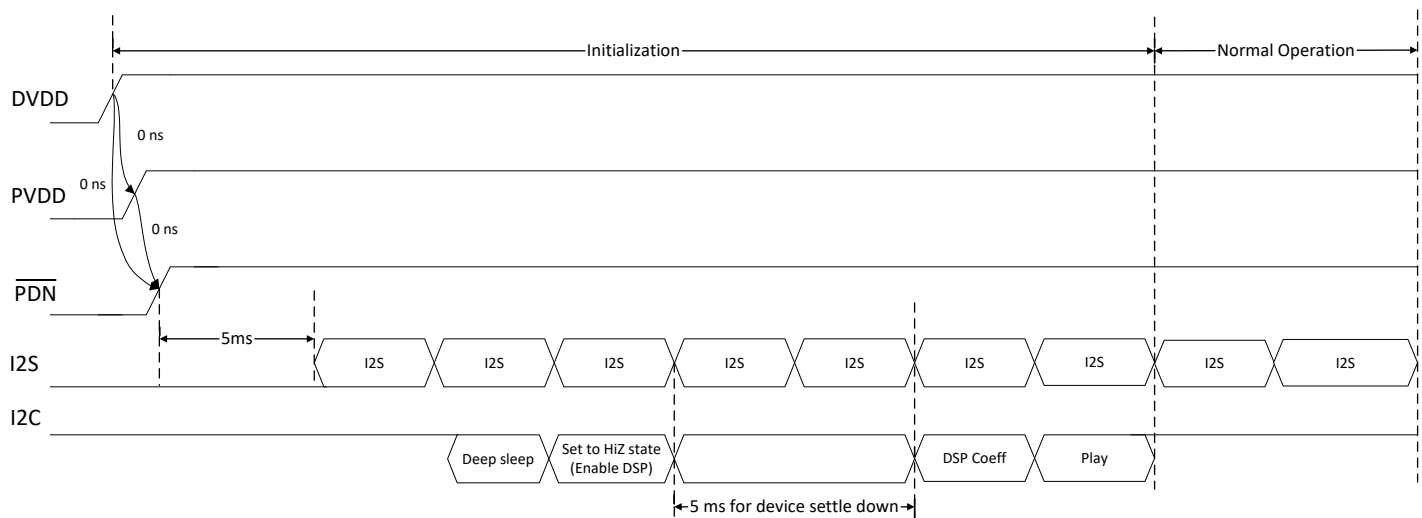 Initialization
Normal Operation
DVDD
0 ns
PVDD
0 ns
0 ns
PDN
5ms
I2S
I2S
I2S
I2S
I2S
I2S
I2S
I2S
I2S
I2S
I2C
Deep sleep
Set to HiZ state
(Enable DSP)
DSP Coeff
Play
5 ms for device settle down